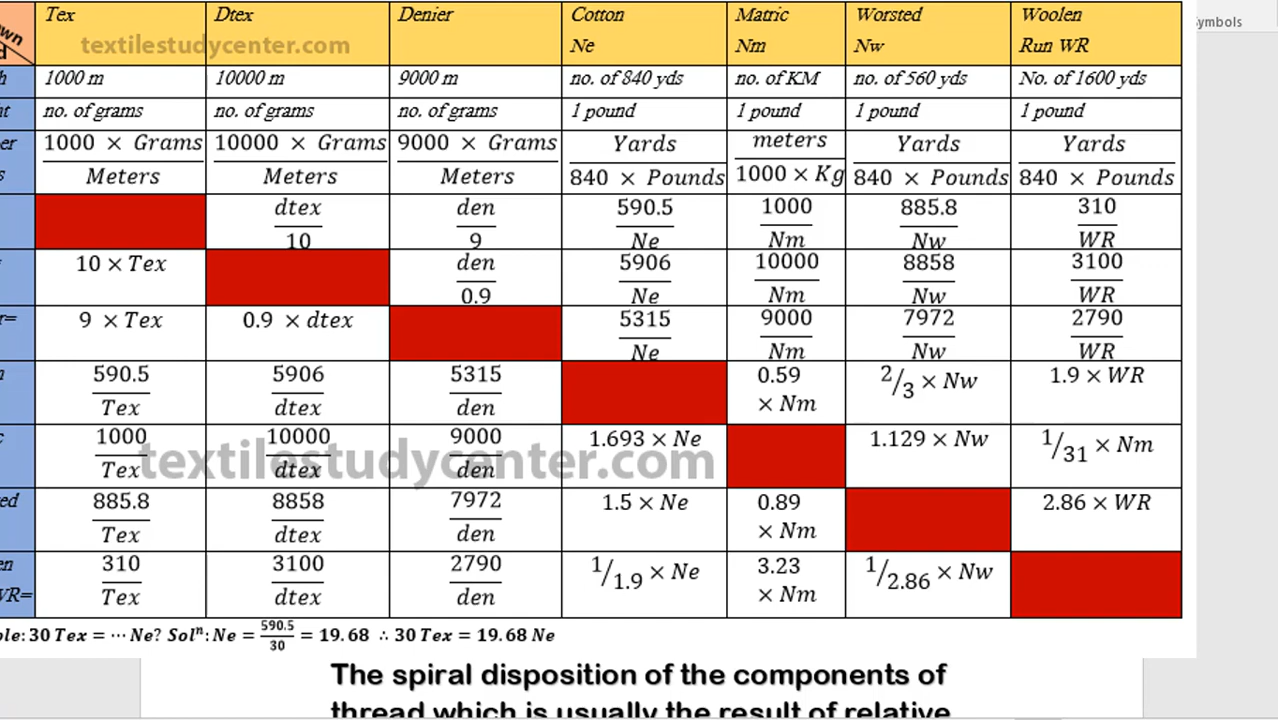 Tex Dtex Denier Cotton Matric Worsted Woolen
Ne Nm Nw Run WR
textilestudycenter.com
1000 m 10000 m 9000 m no. of 840 yds no. of KM no. of 560 yds No. of 1600 yds
no. of grams no. of grams no. of grams 1 pound 1 pound 1 pound 1 pound
1000 × Grams 10000 × Grams 9000 × Grams Yards meters Yards Yards
Meters Meters Meters 840 × Pounds 1000 × Kg 840 × Pounds 840 × Pounds
dtex den 590.5 1000 885.8 310
10 9 Ne Nm Nw WR
10 × Tex den 5906 10000 8858 3100
0.9 Ne Nm Nw WR
9 × Tex 0.9 × dtex 5315 9000 7972 2790
Ne Nm Nw WR
590.5 5906 5315 0.59 2/3 × Nw 1.9 × WR
Tex dtex den × Nm
1000 10000 9000 1.693 × Ne 1.129 × Nw 1/31 × Nm
Tex dtex den
textilestudycenter.com
885.8 8858 7972 1.5 × Ne 0.89 2.86 × WR
Tex dtex den × Nm
310 3100 2790 1/1.9 × Ne 3.23 1/2.86 × Nw
WR= Tex dtex den × Nm
ple: 30 Tex = ⋯ Ne? Solⁿ: Ne = 590.5/30 = 19.68 ∴ 30 Tex = 19.68 Ne
The spiral disposition of the components of
thread which is usually the result of relative